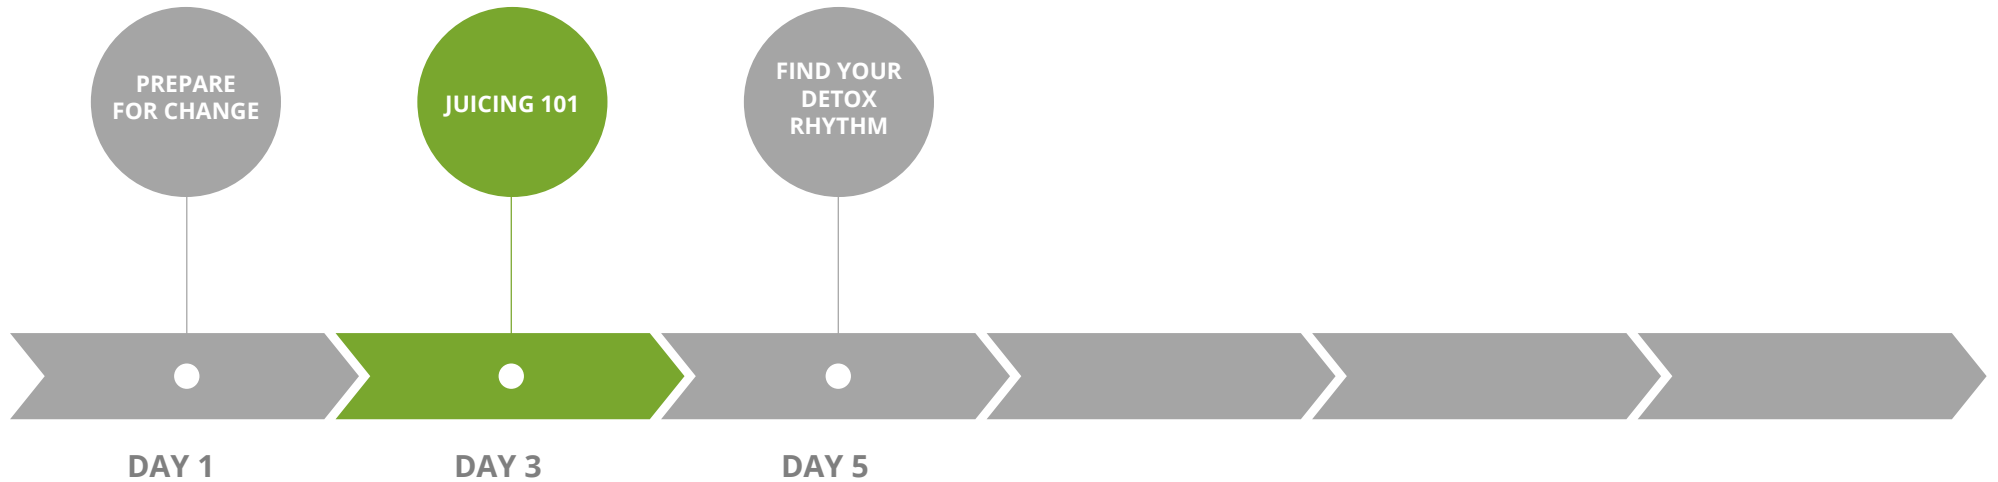 PREPARE
FOR CHANGE
JUICING 101
FIND YOUR
DETOX
RHYTHM
DAY 1
DAY 3
DAY 5